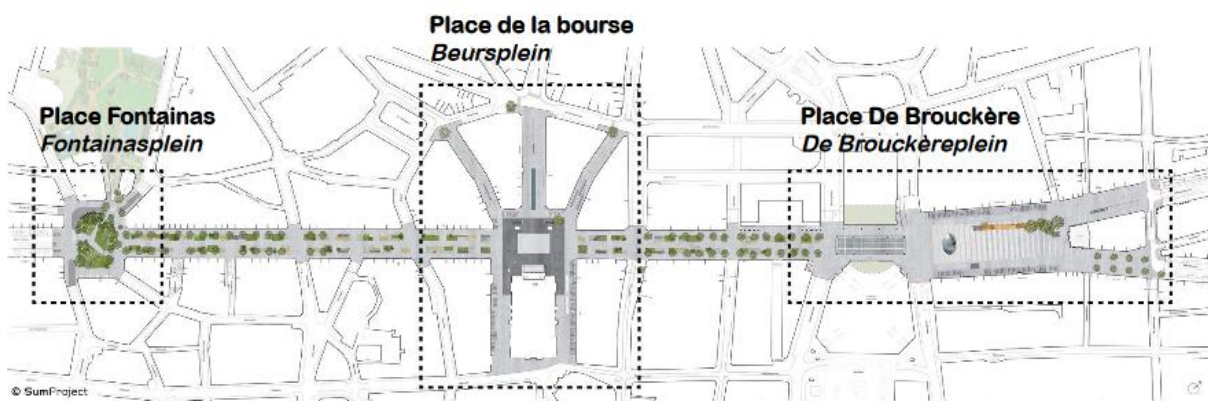 Place de la bourse
Beursplein
Place Fontainas
Fontainasplein
Place De Brouckère
De Brouckèreplein
© SumProject